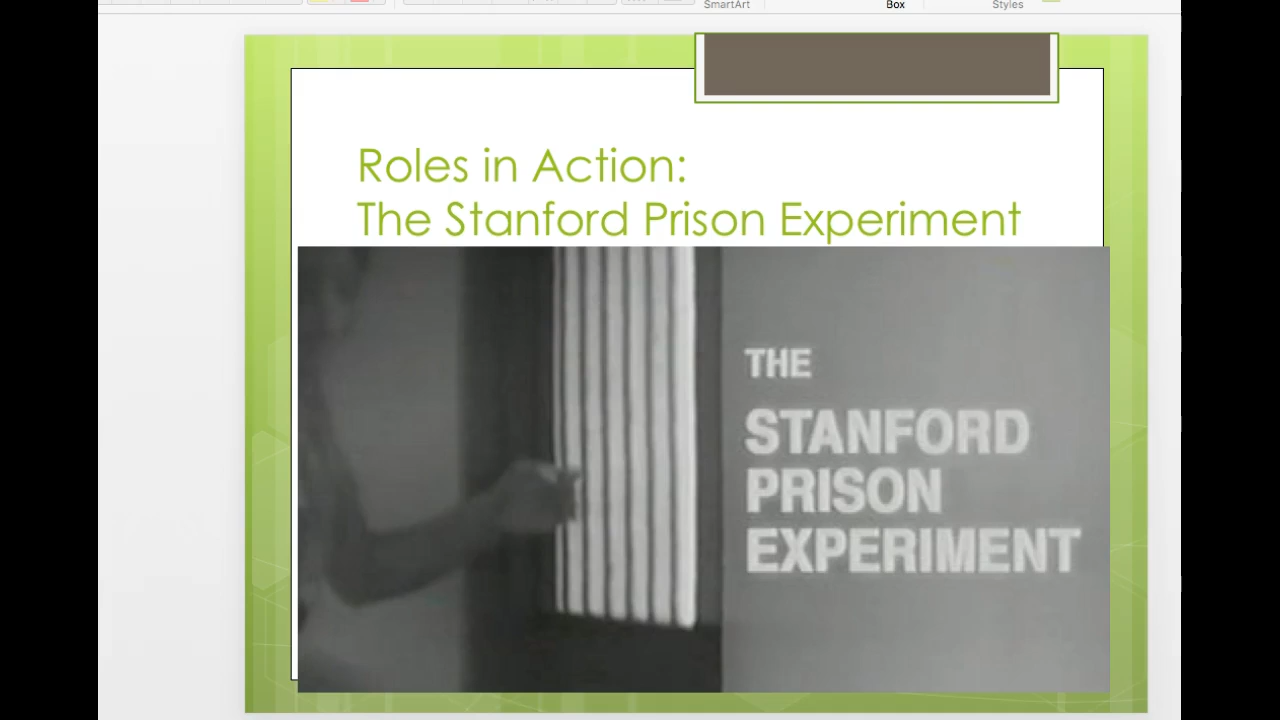 SmartArt
Box
Styles
Roles in Action:
The Stanford Prison Experiment
THE
STANFORD
PRISON
EXPERIMENT